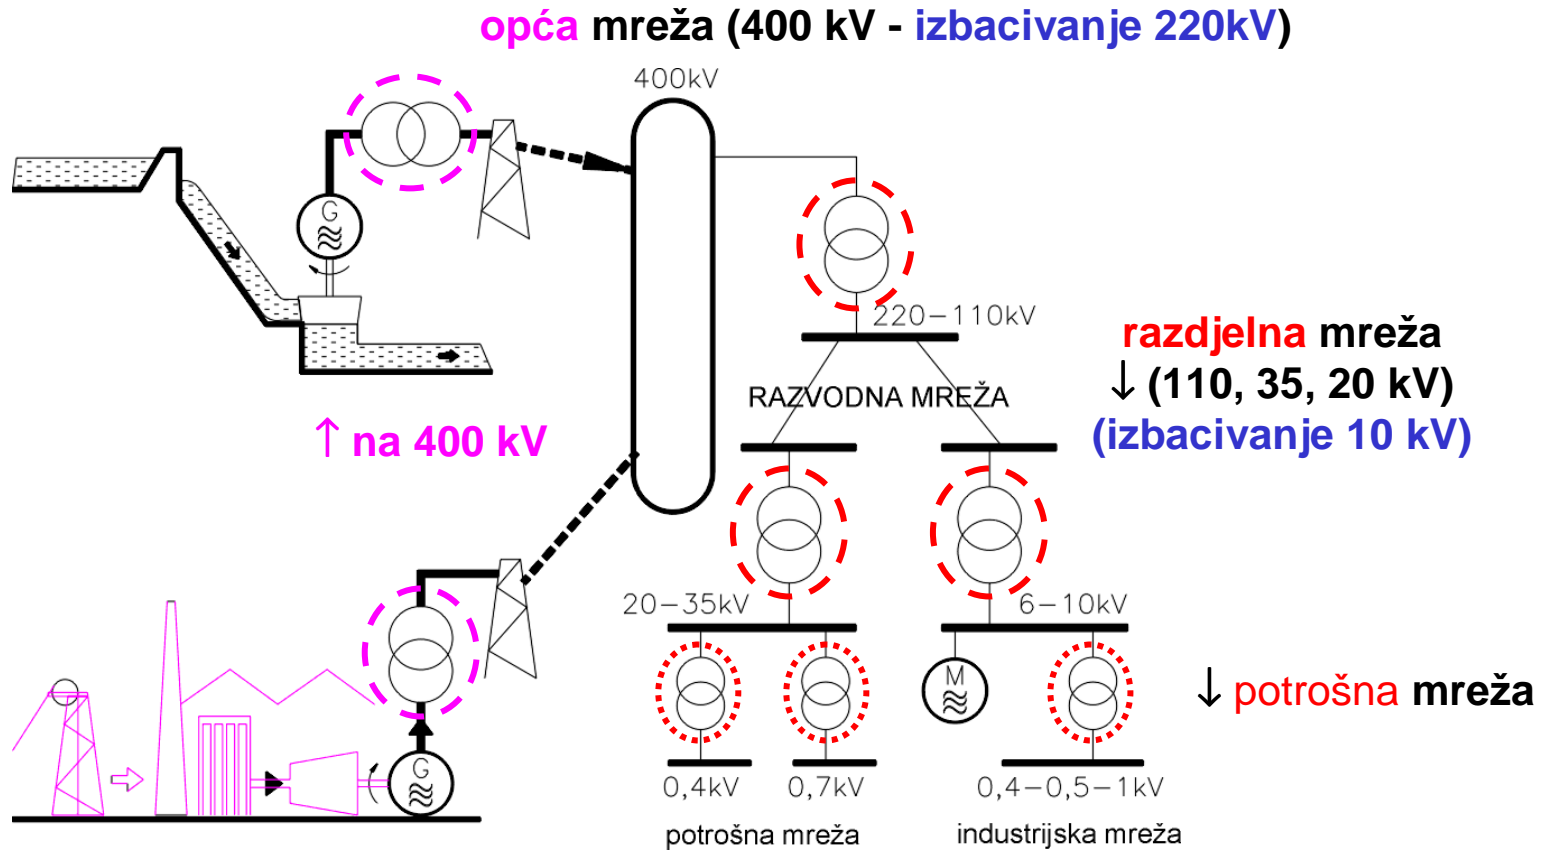 opća mreža (400 kV - izbacivanje 220kV)
400kV
G
220–110kV
razdjelna mreža
↓ (110, 35, 20 kV)
(izbacivanje 10 kV)
RAZVODNA MREŽA
↑ na 400 kV
20–35kV
6–10kV
M
↓ potrošna mreža
G
0,4kV
0,7kV
0,4–0,5–1kV
potrošna mreža
industrijska mreža